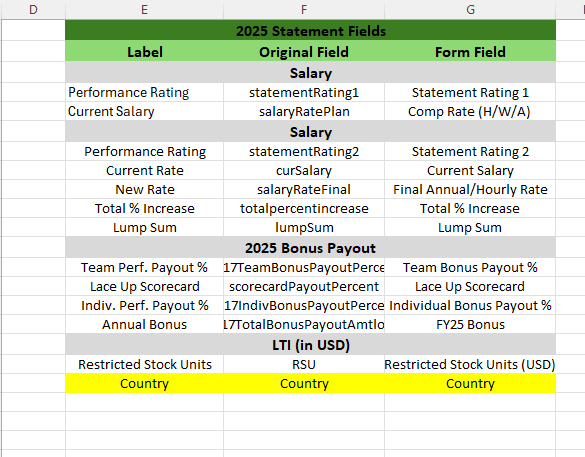 D E F G
2025 Statement Fields
Label Original Field Form Field
Salary
Performance Rating statementRating1 Statement Rating 1
Current Salary salaryRatePlan Comp Rate (H/W/A)
Salary
Performance Rating statementRating2 Statement Rating 2
Current Rate curSalary Current Salary
New Rate salaryRateFinal Final Annual/Hourly Rate
Total % Increase totalpercentincrease Total % Increase
Lump Sum lumpSum Lump Sum
2025 Bonus Payout
Team Perf. Payout % 17TeamBonusPayoutPerce Team Bonus Payout %
Lace Up Scorecard scorecardPayoutPercent Lace Up Scorecard
Indiv. Perf. Payout % 17IndivBonusPayoutPerce Individual Bonus Payout %
Annual Bonus 17TotalBonusPayoutAmtlo FY25 Bonus
LTI (in USD)
Restricted Stock Units RSU Restricted Stock Units (USD)
Country Country Country